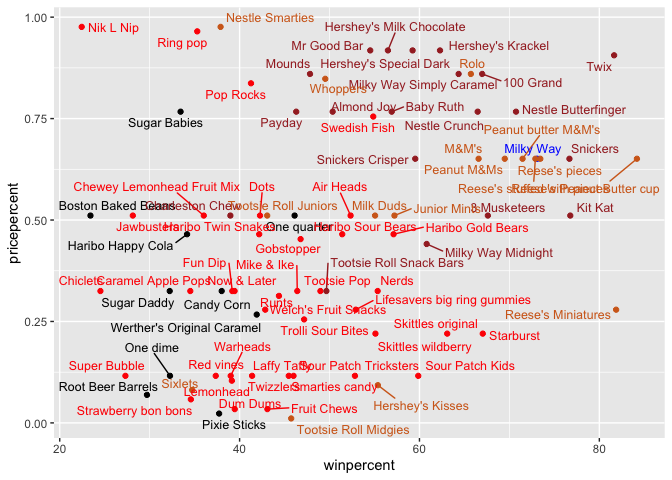 1.00
0.75
0.50
0.25
0.00
pricepercent
20
40
60
80
winpercent
Nik L Nip
Nestle Smarties
Ring pop
Hershey's Milk Chocolate
Mr Good Bar
Hershey's Krackel
Mounds
Hershey's Special Dark
Rolo
Twix
Whoppers
Milky Way Simply Caramel
100 Grand
Pop Rocks
Sugar Babies
Payday
Almond Joy
Baby Ruth
Nestle Butterfinger
Swedish Fish
Nestle Crunch
Peanut butter M&M's
Snickers Crisper
M&M's
Milky Way
Snickers
Peanut M&Ms
Reese's pieces
Reese's stuffed with pieces
Reese's Peanut Butter cup
Chewey Lemonhead Fruit Mix
Dots
Air Heads
Boston Baked Beans
Charleston Chew
Tootsie Roll Juniors
Milk Duds
Junior Mints
3 Musketeers
Kit Kat
Jawbusters
Haribo Twin Snakes
One quarter
Haribo Sour Bears
Haribo Gold Bears
Haribo Happy Cola
Gobstopper
Milky Way Midnight
Fun Dip
Mike & Ike
Tootsie Roll Snack Bars
Chiclets
Caramel Apple Pops
Now & Later
Tootsie Pop
Nerds
Sugar Daddy
Candy Corn
Runts
Lifesavers big ring gummies
Welch's Fruit Snacks
Reese's Miniatures
Werther's Original Caramel
Trolli Sour Bites
Skittles original
Starburst
Skittles wildberry
One dime
Warheads
Super Bubble
Red vines
Laffy Taffy
Sour Patch Tricksters
Sour Patch Kids
Root Beer Barrels
Sixlets
Lemonhead
Twizzlers
Smarties candy
Hershey's Kisses
Strawberry bon bons
Dum Dums
Fruit Chews
Pixie Sticks
Tootsie Roll Midgies